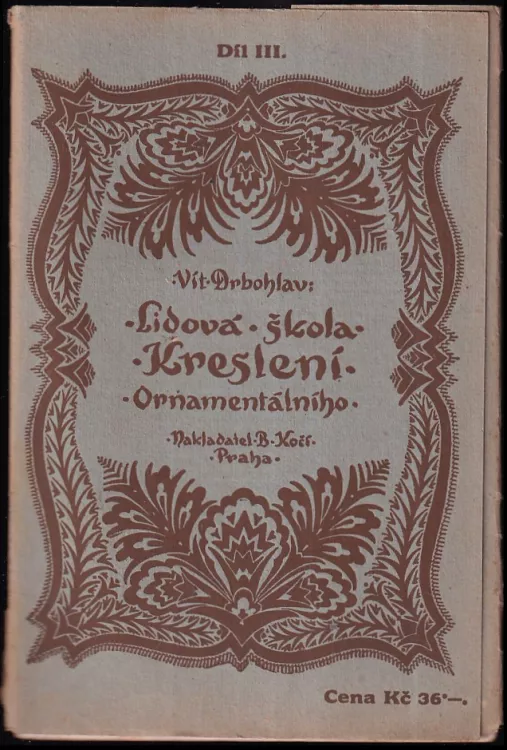 Díl III.
·Vít·Drbohlav:
·Lidová·škola·
·Kreslení·
·Ornamentálního·
·Nakladatel·B·Kočí·
·Praha·
Cena Kč 36·—.